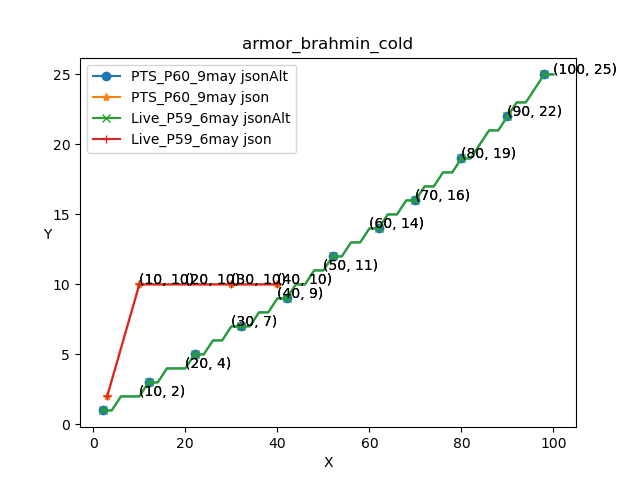 armor_brahmin_cold
PTS_P60_9may jsonAlt
PTS_P60_9may json
Live_P59_6may jsonAlt
Live_P59_6may json
Y
25
20
15
10
5
0
(100, 25)
(90, 22)
(80, 19)
(70, 16)
(60, 14)
(50, 11)
(10, 10) (20, 10) (30, 10) (40, 10)
(40, 9)
(30, 7)
(20, 4)
(10, 2)
0 20 40 60 80 100
X